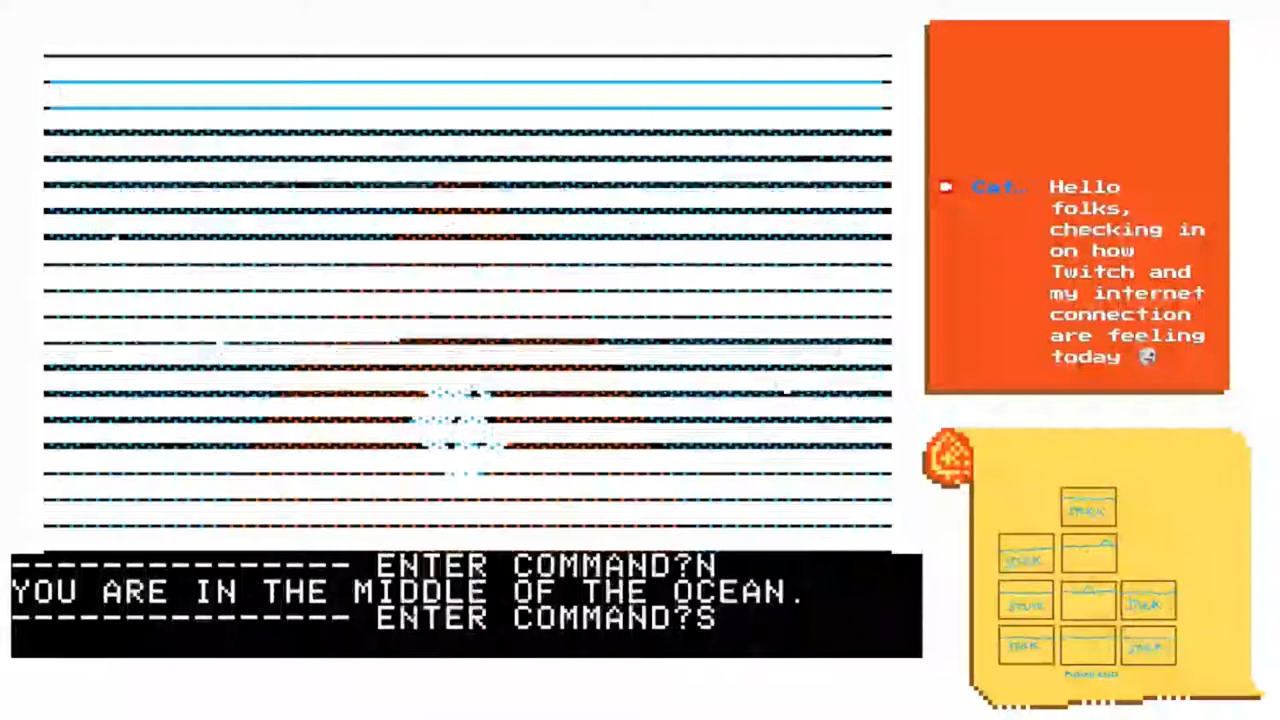 --------------- ENTER COMMAND?N
YOU ARE IN THE MIDDLE OF THE OCEAN.
--------------- ENTER COMMAND?S
Cat… Hello
folks,
checking in
on how
Twitch and
my internet
connection
are feeling
today